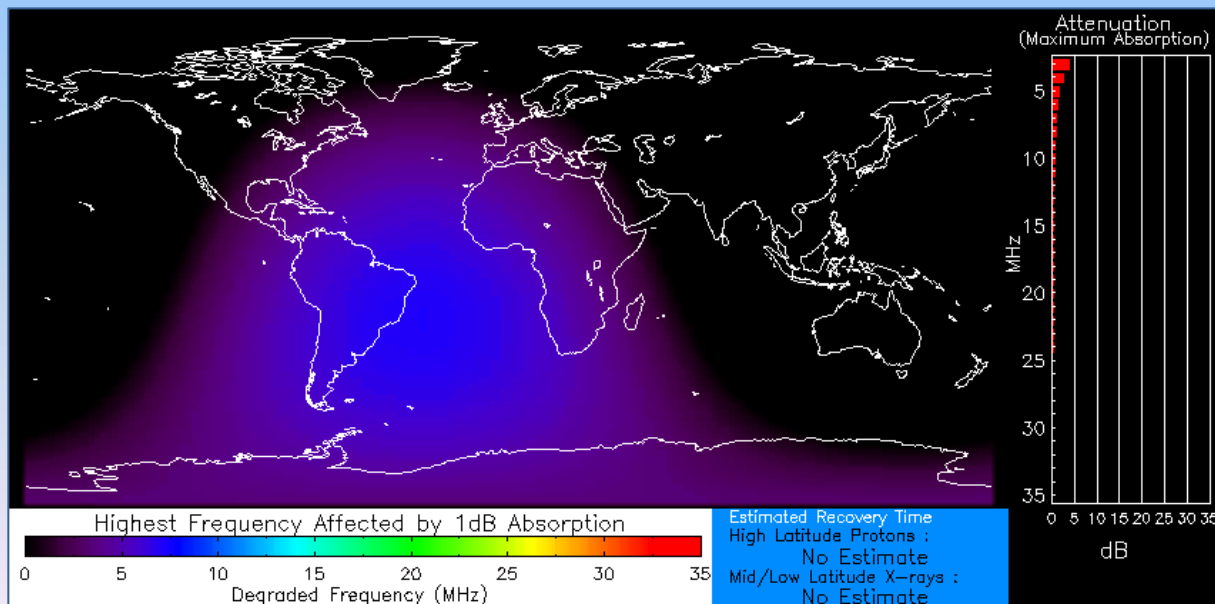 Attenuation
(Maximum Absorption)
5
10
15
20
25
30
35
MHz
0 5 10 15 20 25 30 35
dB
Highest Frequency Affected by 1dB Absorption
0 5 10 15 20 25 30 35
Degraded Frequency (MHz)
Estimated Recovery Time
High Latitude Protons :
No Estimate
Mid/Low Latitude X-rays :
No Estimate